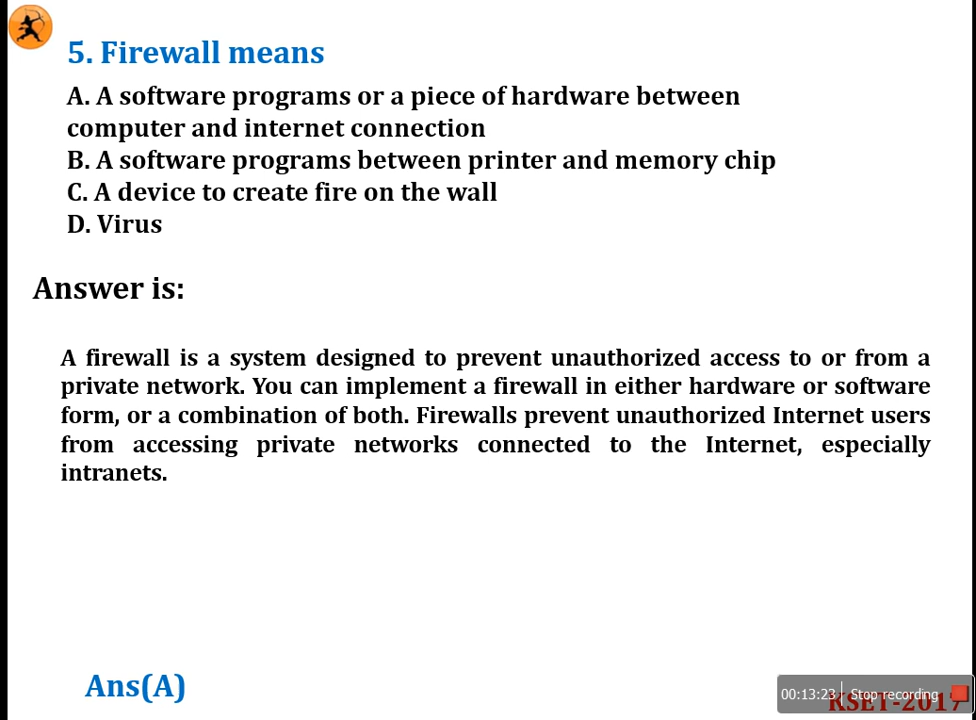 5. Firewall means
A. A software programs or a piece of hardware between
computer and internet connection
B. A software programs between printer and memory chip
C. A device to create fire on the wall
D. Virus
Answer is:
A firewall is a system designed to prevent unauthorized access to or from a
private network. You can implement a firewall in either hardware or software
form, or a combination of both. Firewalls prevent unauthorized Internet users
from accessing private networks connected to the Internet, especially
intranets.
Ans(A)
00:13:23 Stop recording
KSET-2017